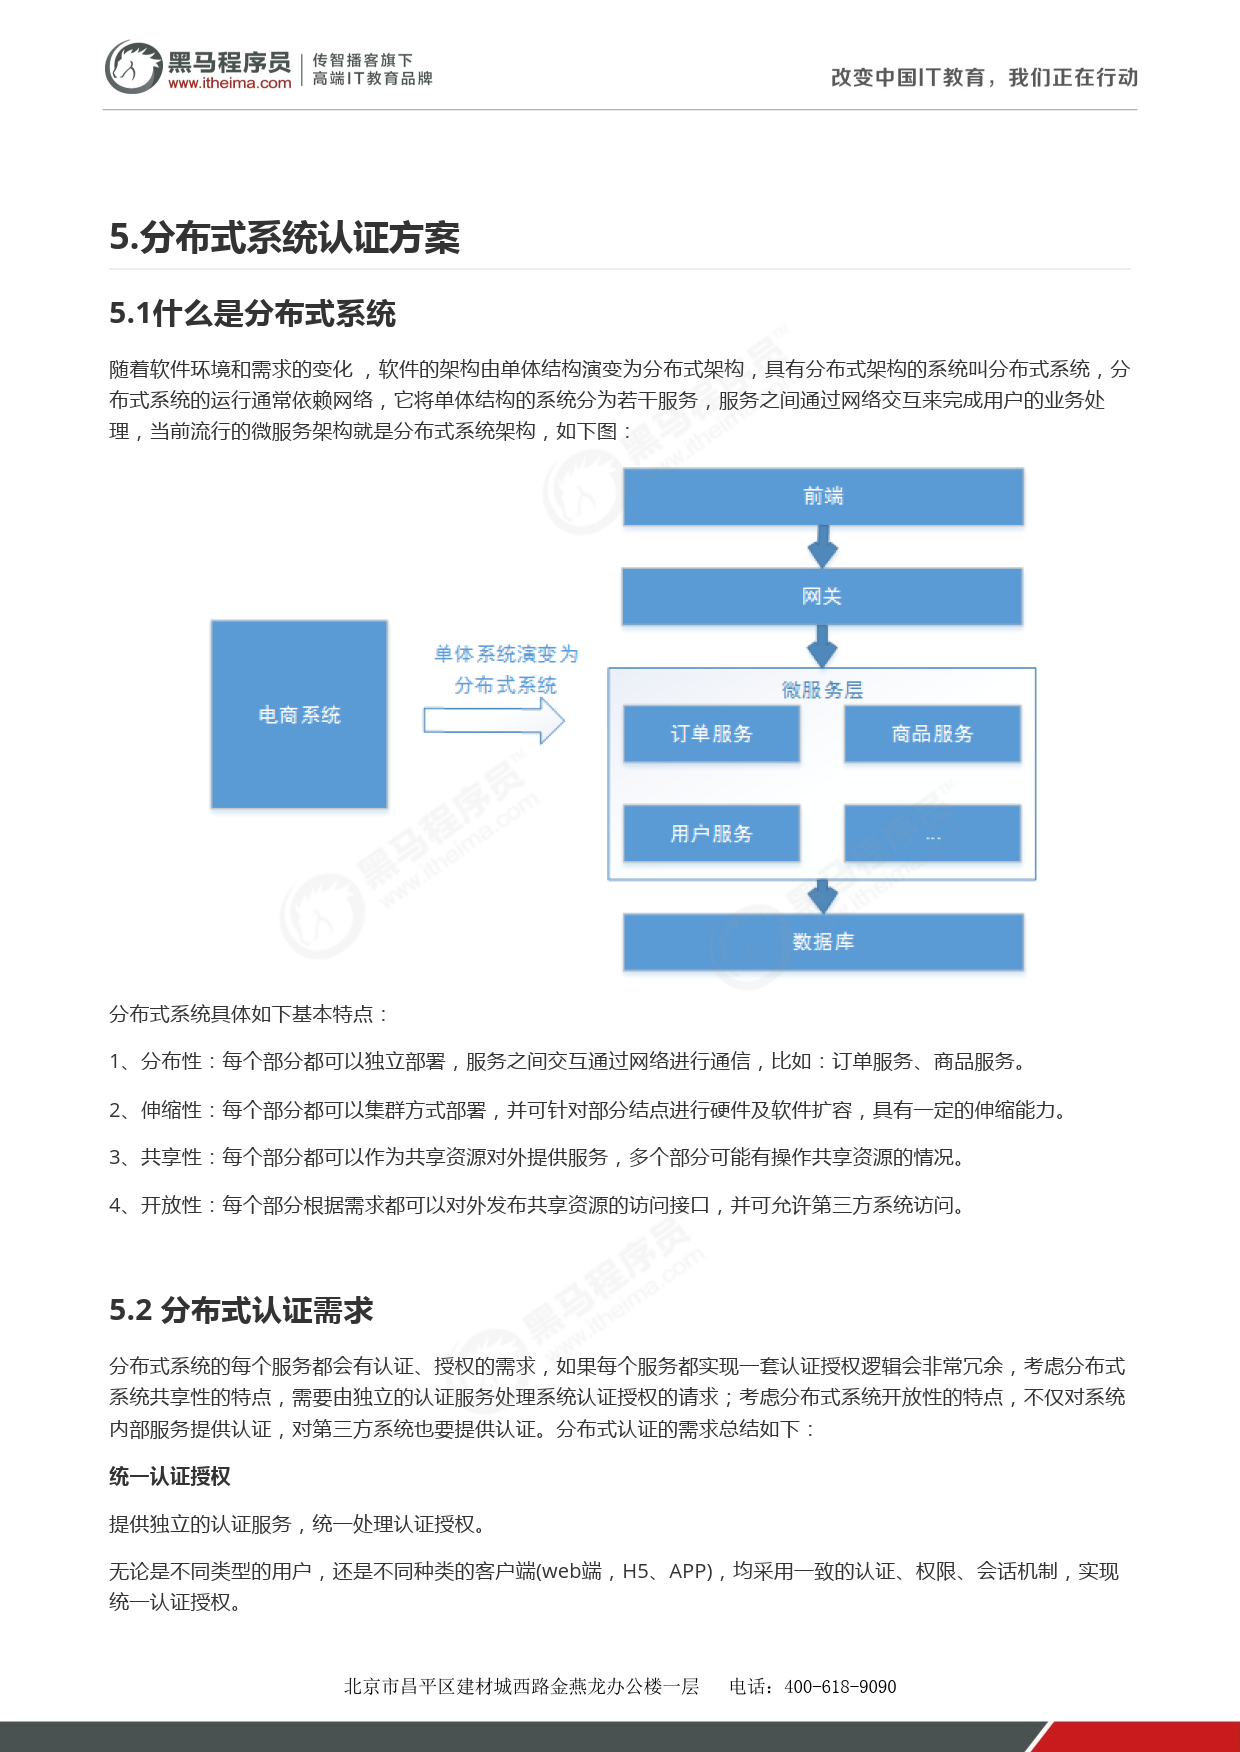 黑马程序员
www.itheima.com
传智播客旗下
高端IT教育品牌
改变中国IT教育，我们正在行动
5.分布式系统认证方案
5.1什么是分布式系统
随着软件环境和需求的变化 ，软件的架构由单体结构演变为分布式架构，具有分布式架构的系统叫分布式系统，分
布式系统的运行通常依赖网络，它将单体结构的系统分为若干服务，服务之间通过网络交互来完成用户的业务处
理，当前流行的微服务架构就是分布式系统架构，如下图：
前端
网关
电商系统
单体系统演变为
分布式系统
微服务层
订单服务
商品服务
用户服务
...
数据库
分布式系统具体如下基本特点：
1、分布性：每个部分都可以独立部署，服务之间交互通过网络进行通信，比如：订单服务、商品服务。
2、伸缩性：每个部分都可以集群方式部署，并可针对部分结点进行硬件及软件扩容，具有一定的伸缩能力。
3、共享性：每个部分都可以作为共享资源对外提供服务，多个部分可能有操作共享资源的情况。
4、开放性：每个部分根据需求都可以对外发布共享资源的访问接口，并可允许第三方系统访问。
5.2 分布式认证需求
分布式系统的每个服务都会有认证、授权的需求，如果每个服务都实现一套认证授权逻辑会非常冗余，考虑分布式
系统共享性的特点，需要由独立的认证服务处理系统认证授权的请求；考虑分布式系统开放性的特点，不仅对系统
内部服务提供认证，对第三方系统也要提供认证。分布式认证的需求总结如下：
统一认证授权
提供独立的认证服务，统一处理认证授权。
无论是不同类型的用户，还是不同种类的客户端(web端，H5、APP)，均采用一致的认证、权限、会话机制，实现
统一认证授权。
北京市昌平区建材城西路金燕龙办公楼一层 电话：400-618-9090